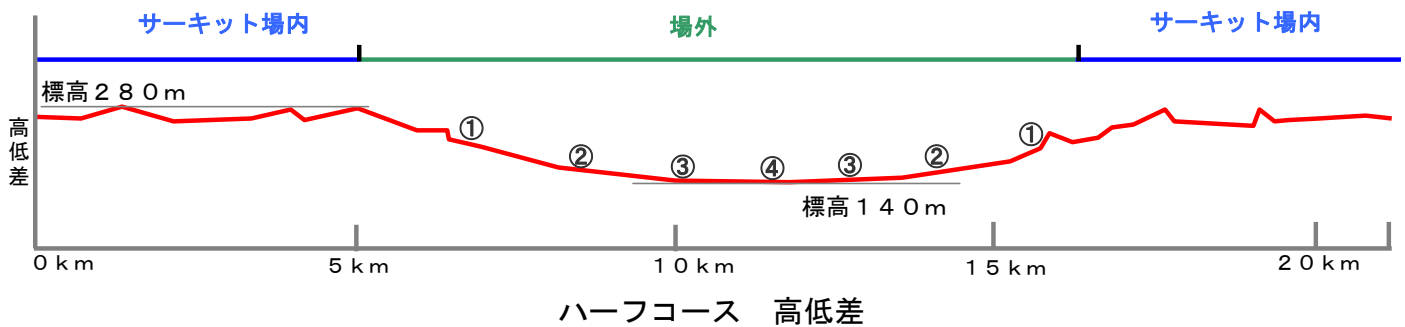 サーキット場内
場外
サーキット場内
標高２８０ｍ
高低差
①
②
③
④
③
②
①
標高１４０ｍ
０ｋｍ
５ｋｍ
１０ｋｍ
１５ｋｍ
２０ｋｍ
ハーフコース　高低差